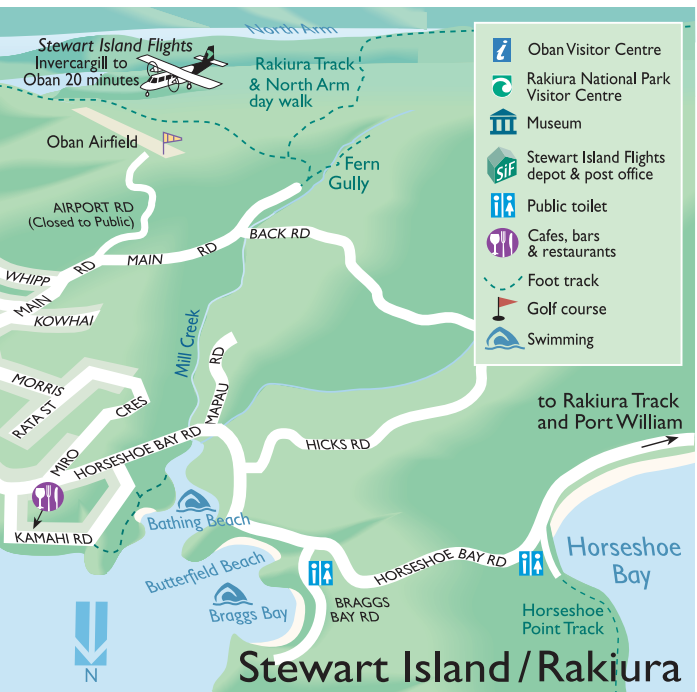 North Arm
Stewart Island Flights
Invercargill to
Oban 20 minutes
Rakiura Track
& North Arm
day walk
Oban Airfield
Fern
Gully
AIRPORT RD
(Closed to Public)
BACK RD
MAIN RD
WHIPP
MAIN RD
KOWHAI
Mill Creek
MAPAU RD
MORRIS
RATA ST
MIRO CRES
HORSESHOE BAY RD
HICKS RD
KAMAHI RD
Bathing Beach
Butterfield Beach
Braggs Bay
BRAGGS
BAY RD
HORSESHOE BAY RD
to Rakiura Track
and Port William
Horseshoe
Bay
Horseshoe
Point Track
N
Stewart Island / Rakiura
i Oban Visitor Centre
Rakiura National Park
Visitor Centre
Museum
SiF
Stewart Island Flights
depot & post office
Public toilet
Cafes, bars
& restaurants
Foot track
Golf course
Swimming